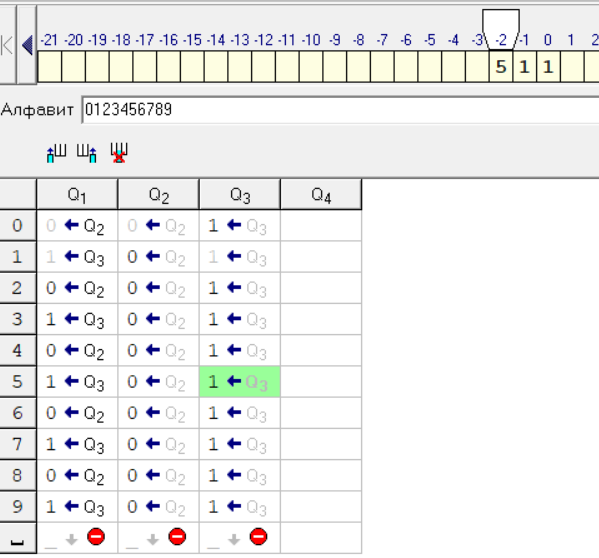 -21 -20 -19 -18 -17 -16 -15 -14 -13 -12 -11 -10 -9 -8 -7 -6 -5 -4 -3 -2 -1 0 1 2
5 1 1
Алфавит 0123456789
Q1 Q2 Q3 Q4
0 0 ← Q2 0 ← Q2 1 ← Q3
1 1 ← Q3 0 ← Q2 1 ← Q3
2 0 ← Q2 0 ← Q2 1 ← Q3
3 1 ← Q3 0 ← Q2 1 ← Q3
4 0 ← Q2 0 ← Q2 1 ← Q3
5 1 ← Q3 0 ← Q2 1 ← Q3
6 0 ← Q2 0 ← Q2 1 ← Q3
7 1 ← Q3 0 ← Q2 1 ← Q3
8 0 ← Q2 0 ← Q2 1 ← Q3
9 1 ← Q3 0 ← Q2 1 ← Q3
␣ _ ↓ _ ↓ _ ↓